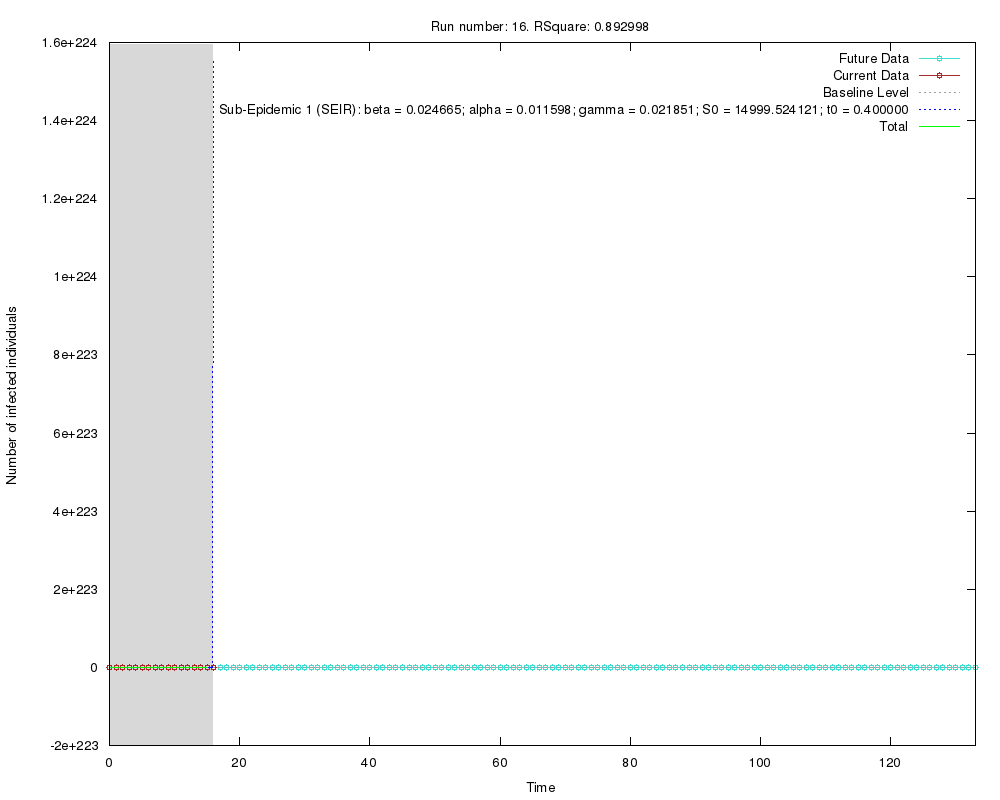 Run number: 16. RSquare: 0.892998
1.6e+224
1.4e+224
1.2e+224
1e+224
8e+223
6e+223
4e+223
2e+223
0
-2e+223
Number of infected individuals
Future Data
Current Data
Baseline Level
Sub-Epidemic 1 (SEIR): beta = 0.024665; alpha = 0.011598; gamma = 0.021851; S0 = 14999.524121; t0 = 0.400000
Total
0 20 40 60 80 100 120
Time